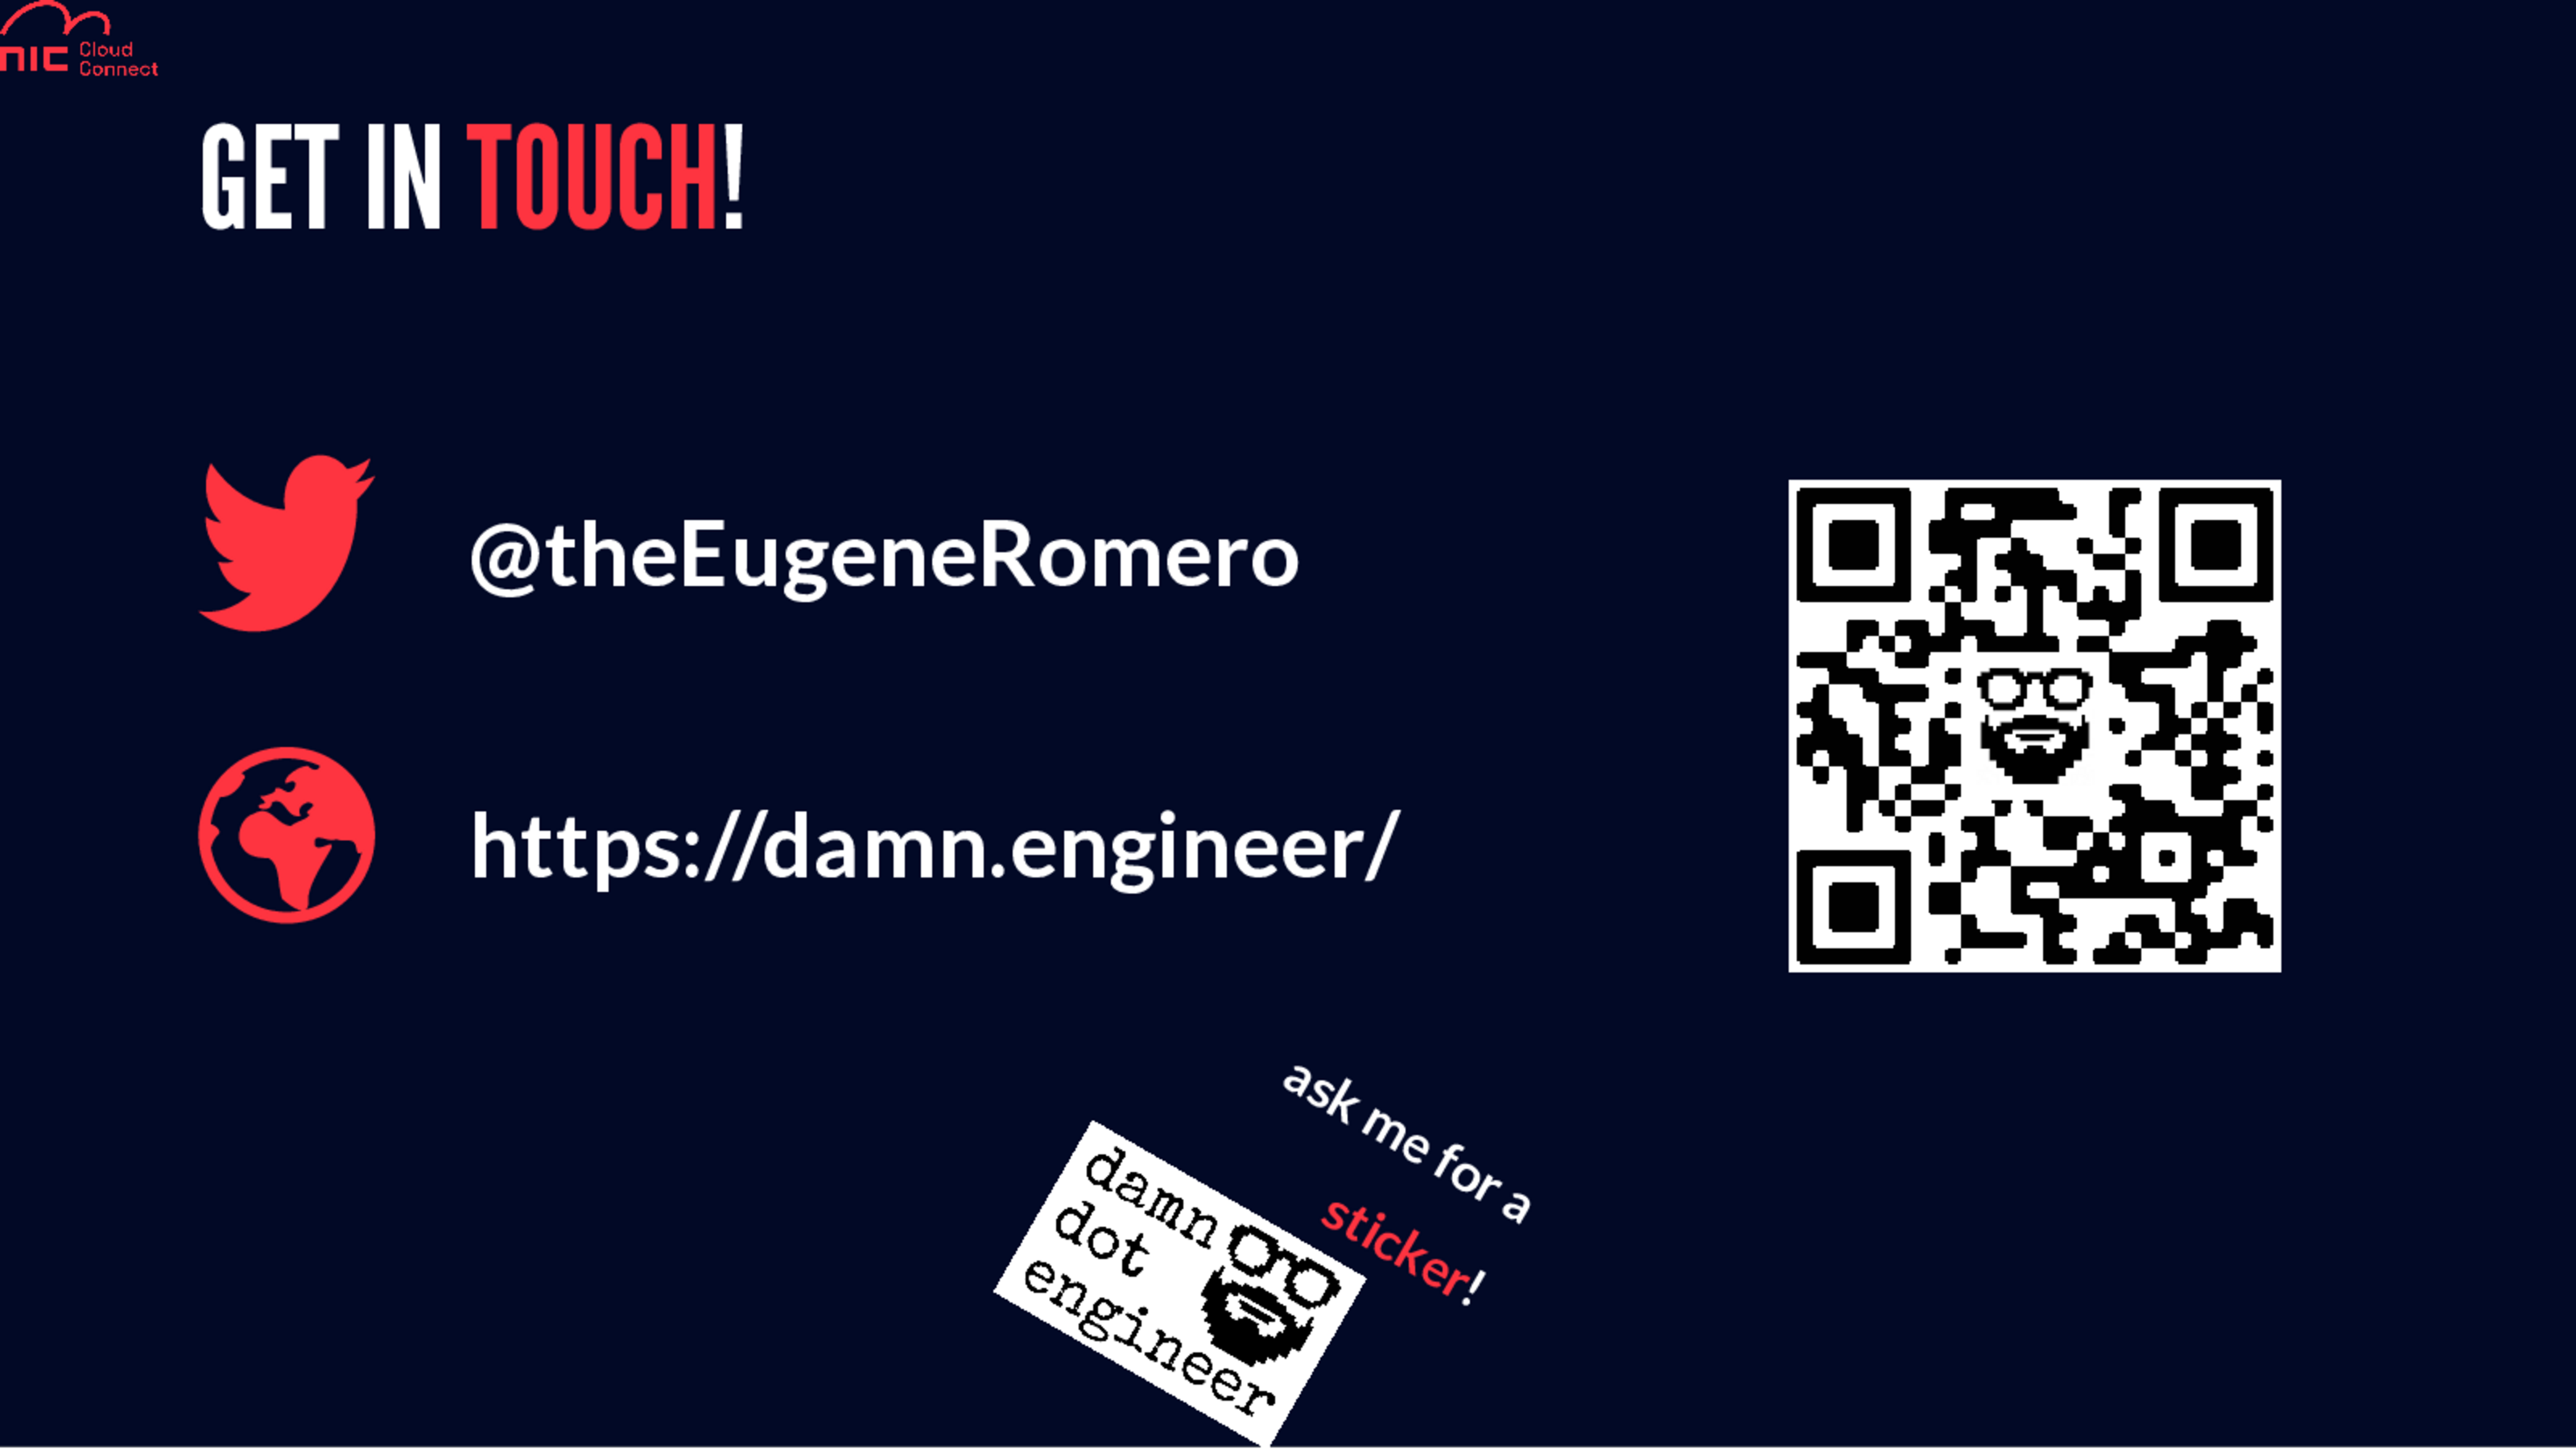 nic Cloud
Connect
GET IN TOUCH!
@theEugeneRomero
https://damn.engineer/
ask me for a
sticker!
damn
dot
engineer